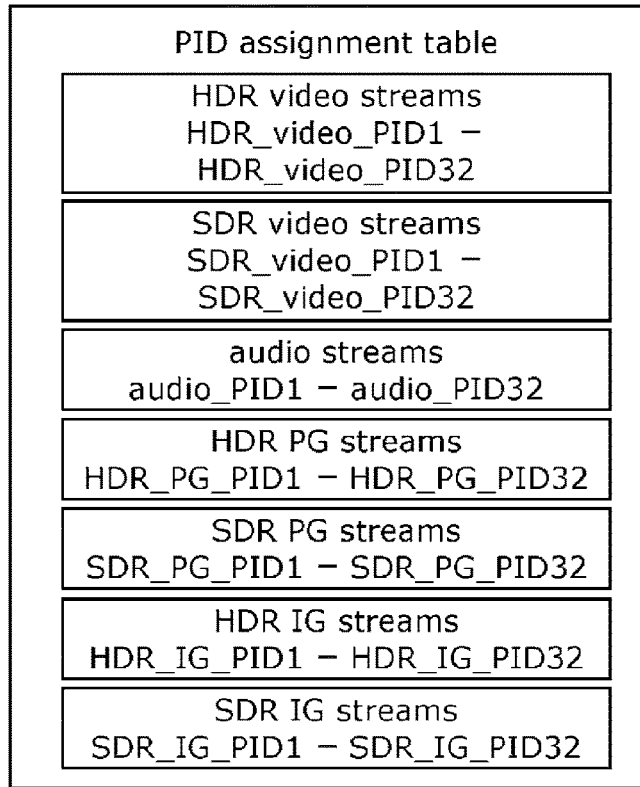 PID assignment table
HDR video streams
HDR_video_PID1 –
HDR_video_PID32
SDR video streams
SDR_video_PID1 –
SDR_video_PID32
audio streams
audio_PID1 – audio_PID32
HDR PG streams
HDR_PG_PID1 – HDR_PG_PID32
SDR PG streams
SDR_PG_PID1 – SDR_PG_PID32
HDR IG streams
HDR_IG_PID1 – HDR_IG_PID32
SDR IG streams
SDR_IG_PID1 – SDR_IG_PID32